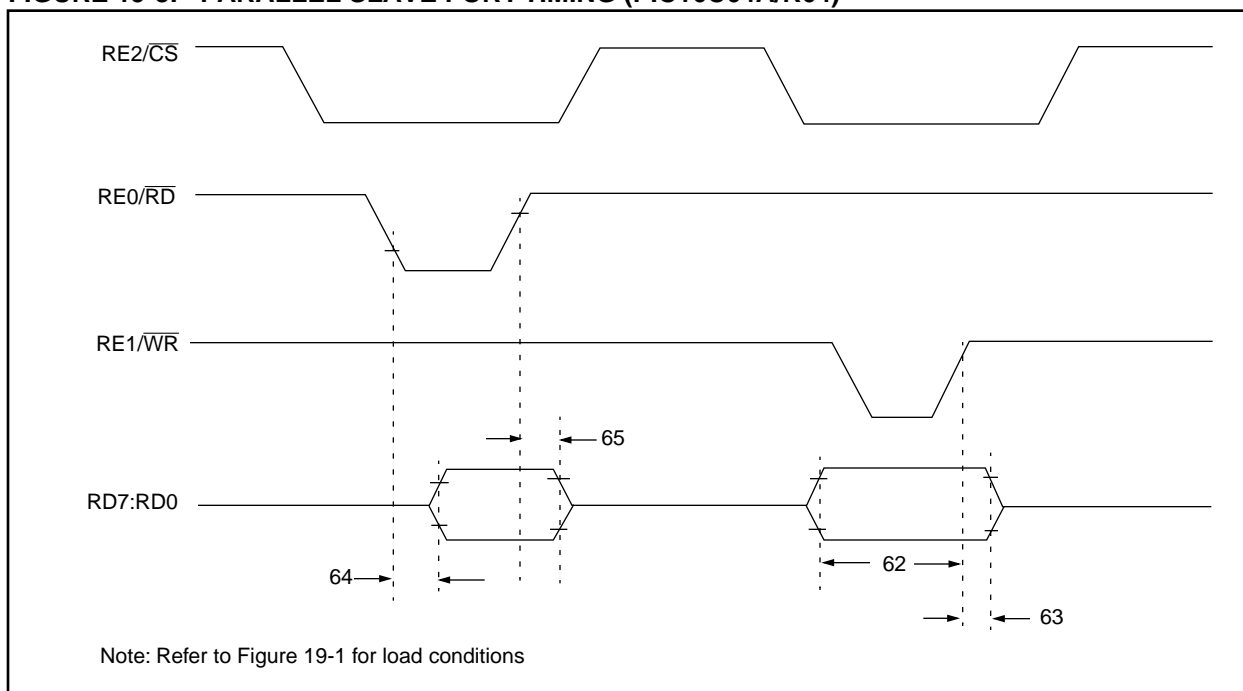 RE2/CS
RE0/RD
RE1/WR
65
RD7:RD0
64
62
63
Note: Refer to Figure 19-1 for load conditions